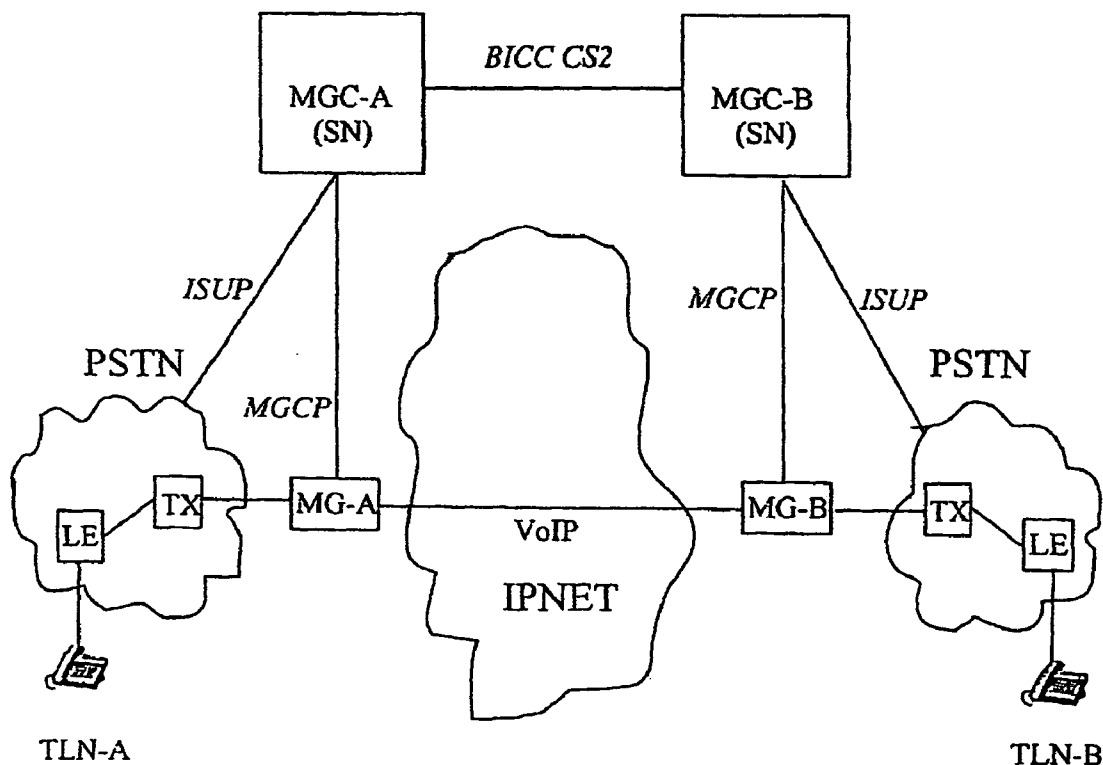 BICC CS2
MGC-A
(SN)
MGC-B
(SN)
ISUP
MGCP
MGCP
ISUP
PSTN
PSTN
LE
TX
MG-A
VoIP
MG-B
TX
LE
IPNET
TLN-A
TLN-B